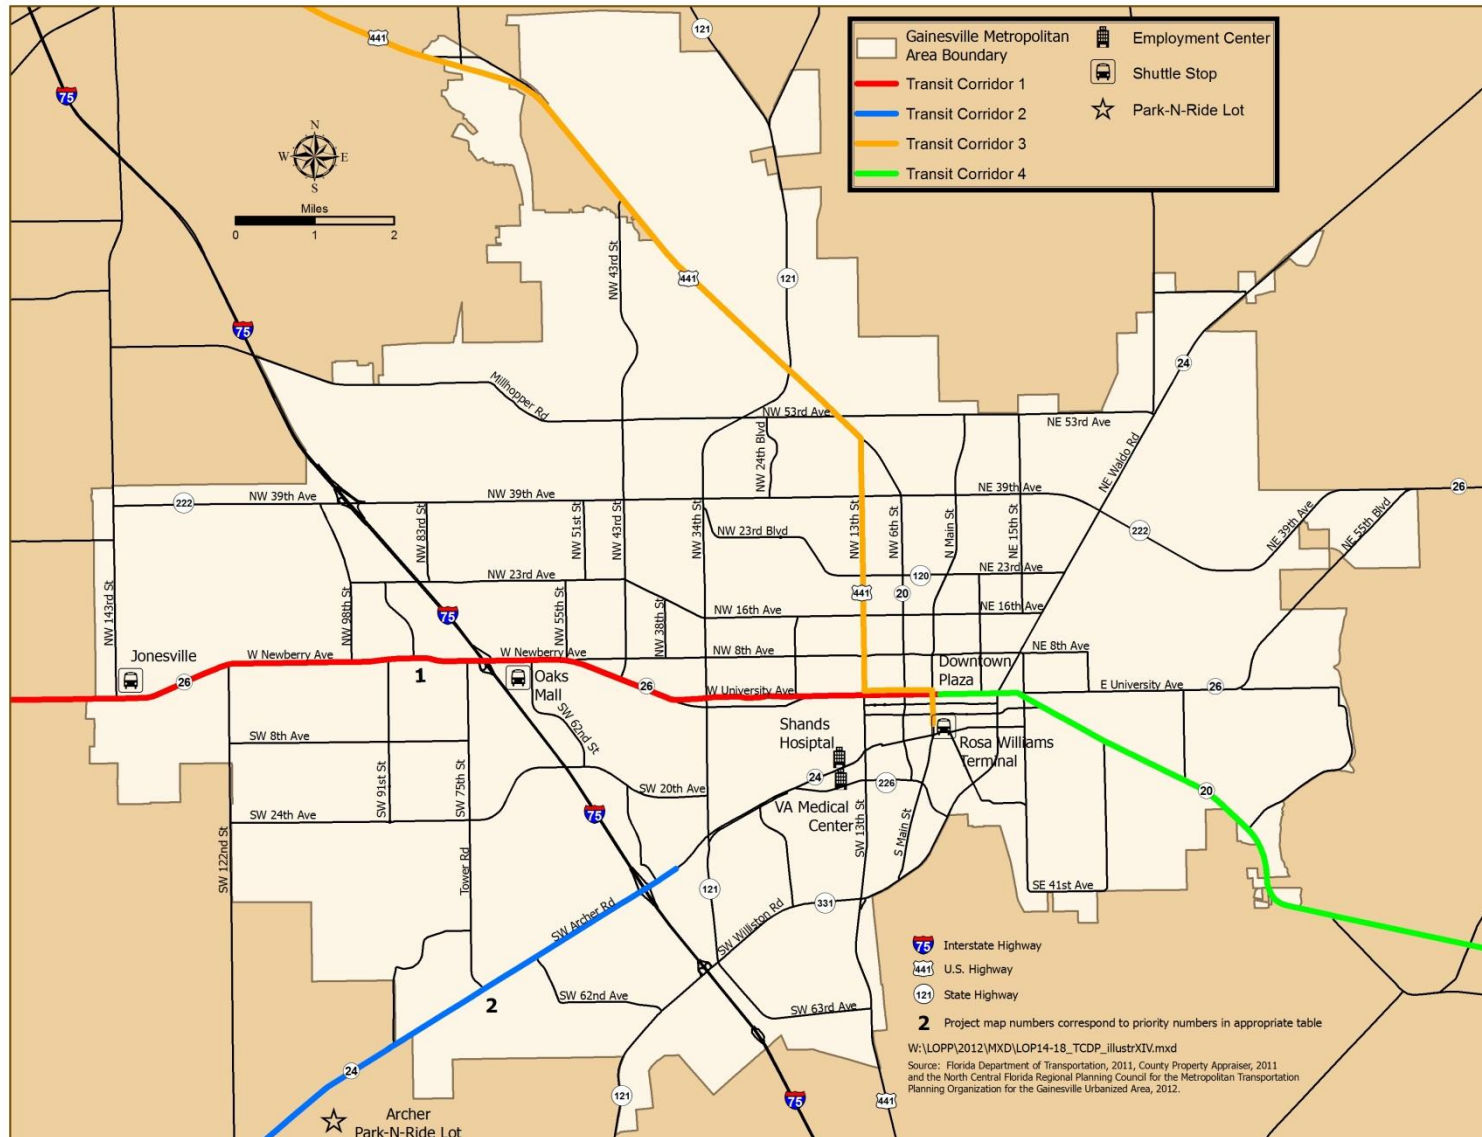 441
121
Gainesville Metropolitan
Area Boundary
Transit Corridor 1
Transit Corridor 2
Transit Corridor 3
Transit Corridor 4
Employment Center
Shuttle Stop
Park-N-Ride Lot
75
N
W E
S
Miles
0 1 2
NW 43rd St
441
121
75
24
Millhopper Rd
NW 53rd Ave
NE 53rd Ave
NW 24th Blvd
NE Waldo Rd
222
NW 39th Ave
NW 39th Ave
NE 39th Ave
26
NW 83rd St
NW 51st St
NW 43rd St
NW 34th St
NW 23rd Blvd
NW 13th St
NW 6th St
N Main St
NE 15th St
222
NE 39th Ave
NE 55th Blvd
NW 23rd Ave
120
NE 23rd Ave
NW 143rd St
NW 98th St
75
NW 55th St
NW 38th St
441
20
NW 16th Ave
NE 16th Ave
Jonesville
W Newberry Ave
W Newberry Ave
NW 8th Ave
NE 8th Ave
26
1
Oaks
Mall
26
W University Ave
Downtown
Plaza
E University Ave
26
SW 62nd St
SW 8th Ave
Shands
Hosiptal
Rosa Williams
Terminal
SW 91st St
SW 75th St
SW 20th Ave
24
226
20
SW 24th Ave
75
VA Medical
Center
SW 122nd St
Tower Rd
SW 13th St
S Main St
121
SE 41st Ave
SW Archer Rd
SW Williston Rd
331
2
SW 62nd Ave
SW 63rd Ave
24
121
75
441
Archer
Park-N-Ride Lot
75 Interstate Highway
441 U.S. Highway
121 State Highway
2 Project map numbers correspond to priority numbers in appropriate table
W:\LOPP\2012\MXD\LOP14-18_TCDP_illustrXIV.mxd
Source: Florida Department of Transportation, 2011, County Property Appraiser, 2011
and the North Central Florida Regional Planning Council for the Metropolitan Transportation
Planning Organization for the Gainesville Urbanized Area, 2012.